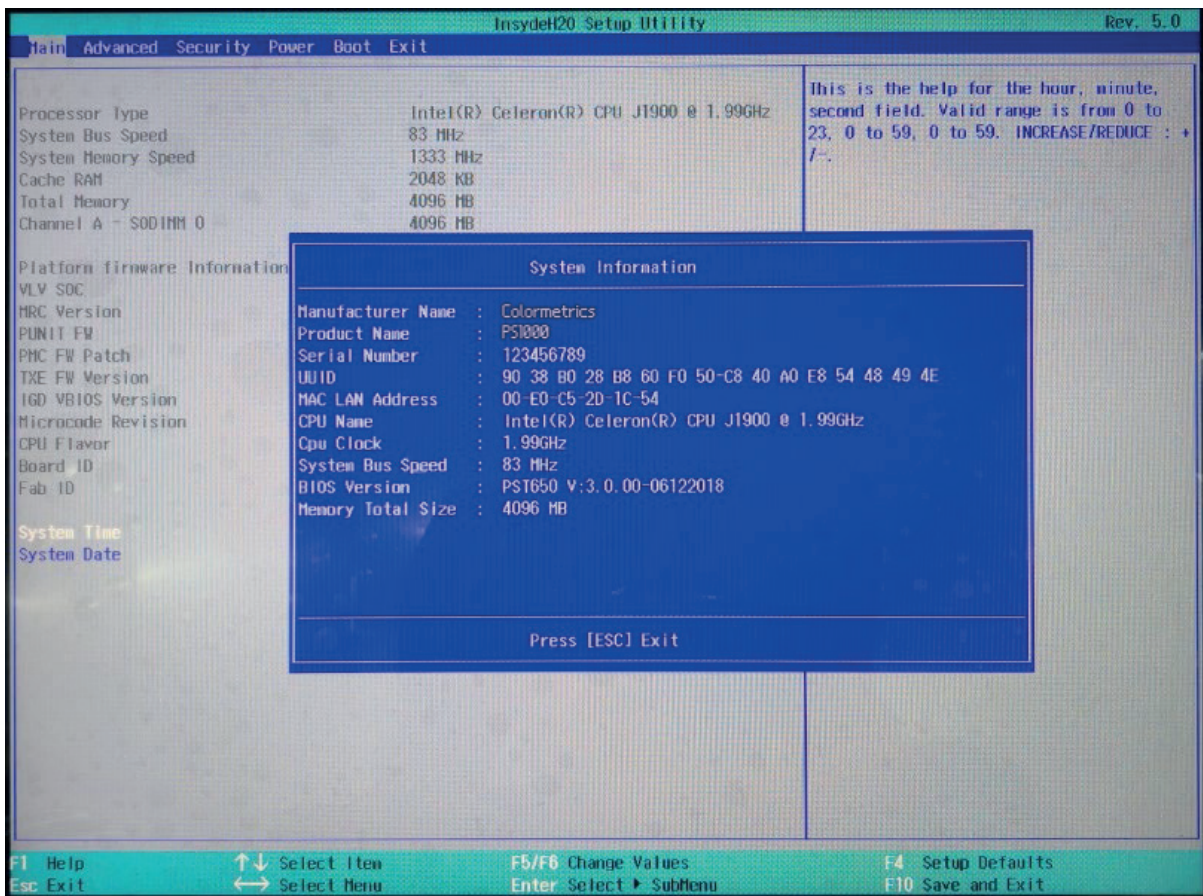 InsydeH20 Setup Utility Rev. 5.0
Main Advanced Security Power Boot Exit
Processor Type Intel(R) Celeron(R) CPU J1900 @ 1.99GHz
System Bus Speed 83 MHz
System Memory Speed 1333 MHz
Cache RAM 2048 KB
Total Memory 4096 MB
Channel A - SODIMM 0 4096 MB
Platform firmware Information
VLV SOC
MRC Version
PUNIT FW
PMC FW Patch
TXE FW Version
IGD VBIOS Version
Microcode Revision
CPU Flavor
Board ID
Fab ID
System Time
System Date
This is the help for the hour, minute,
second field. Valid range is from 0 to
23, 0 to 59, 0 to 59. INCREASE/REDUCE : +
/-.
System Information
Manufacturer Name : Colormetrics
Product Name : PS1000
Serial Number : 123456789
UUID : 90 38 B0 28 B8 60 F0 50-C8 40 A0 E8 54 48 49 4E
MAC LAN Address : 00-E0-C5-2D-1C-54
CPU Name : Intel(R) Celeron(R) CPU J1900 @ 1.99GHz
Cpu Clock : 1.99GHz
System Bus Speed : 83 MHz
BIOS Version : PST650 V:3.0.00-06122018
Memory Total Size : 4096 MB
Press [ESC] Exit
F1 Help ↑↓ Select Item F5/F6 Change Values F4 Setup Defaults
Esc Exit ←→ Select Menu Enter Select ▶ SubMenu F10 Save and Exit